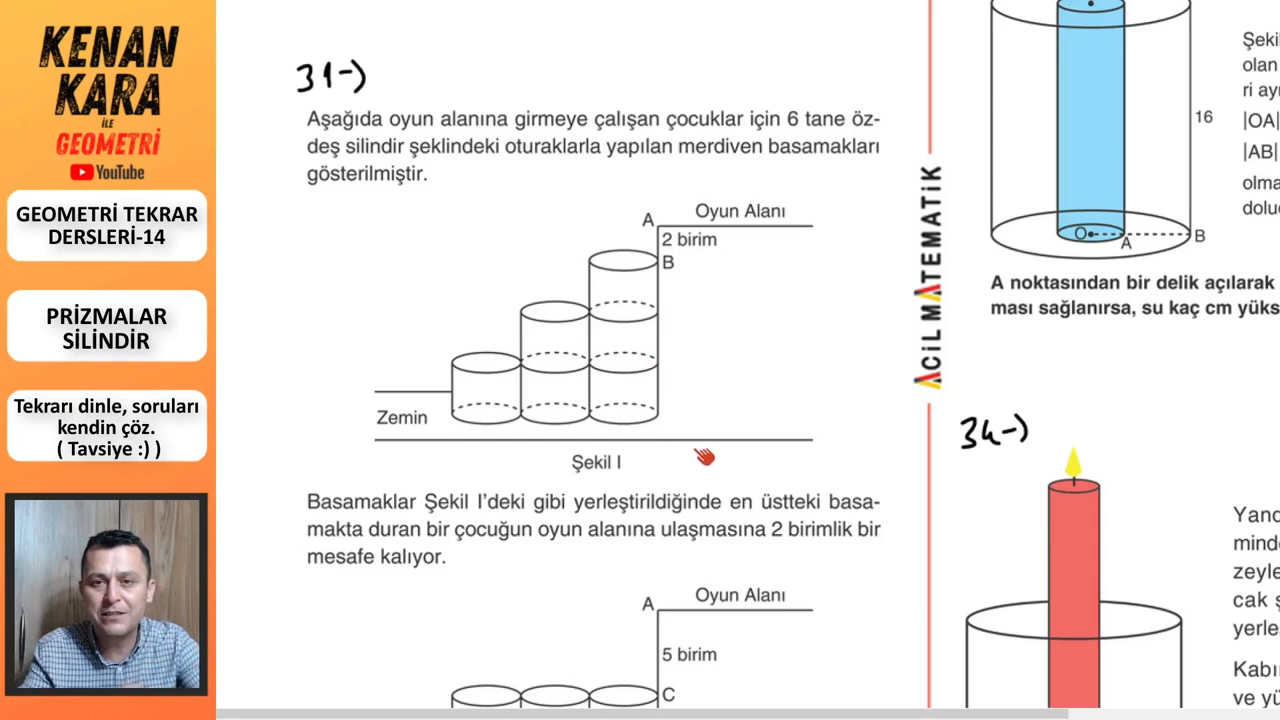 KENAN
KARA
İLE
GEOMETRİ
YouTube
GEOMETRİ TEKRAR
DERSLERİ-14
PRİZMALAR
SİLİNDİR
Tekrarı dinle, soruları
kendin çöz.
( Tavsiye :) )
31-)
Aşağıda oyun alanına girmeye çalışan çocuklar için 6 tane öz-
deş silindir şeklindeki oturaklarla yapılan merdiven basamakları
gösterilmiştir.
A
Oyun Alanı
2 birim
B
Zemin
Şekil I
Basamaklar Şekil I'deki gibi yerleştirildiğinde en üstteki basa-
makta duran bir çocuğun oyun alanına ulaşmasına 2 birimlik bir
mesafe kalıyor.
A
Oyun Alanı
5 birim
C
ACİL MATEMATİK
16
O
A
B
Şekil
olan
ri ayr
|OA|
|AB|
olma
doluc
A noktasından bir delik açılarak
ması sağlanırsa, su kaç cm yüks
34-)
Yanc
minde
zeyle
cak ş
yerle
Kabı
ve yü